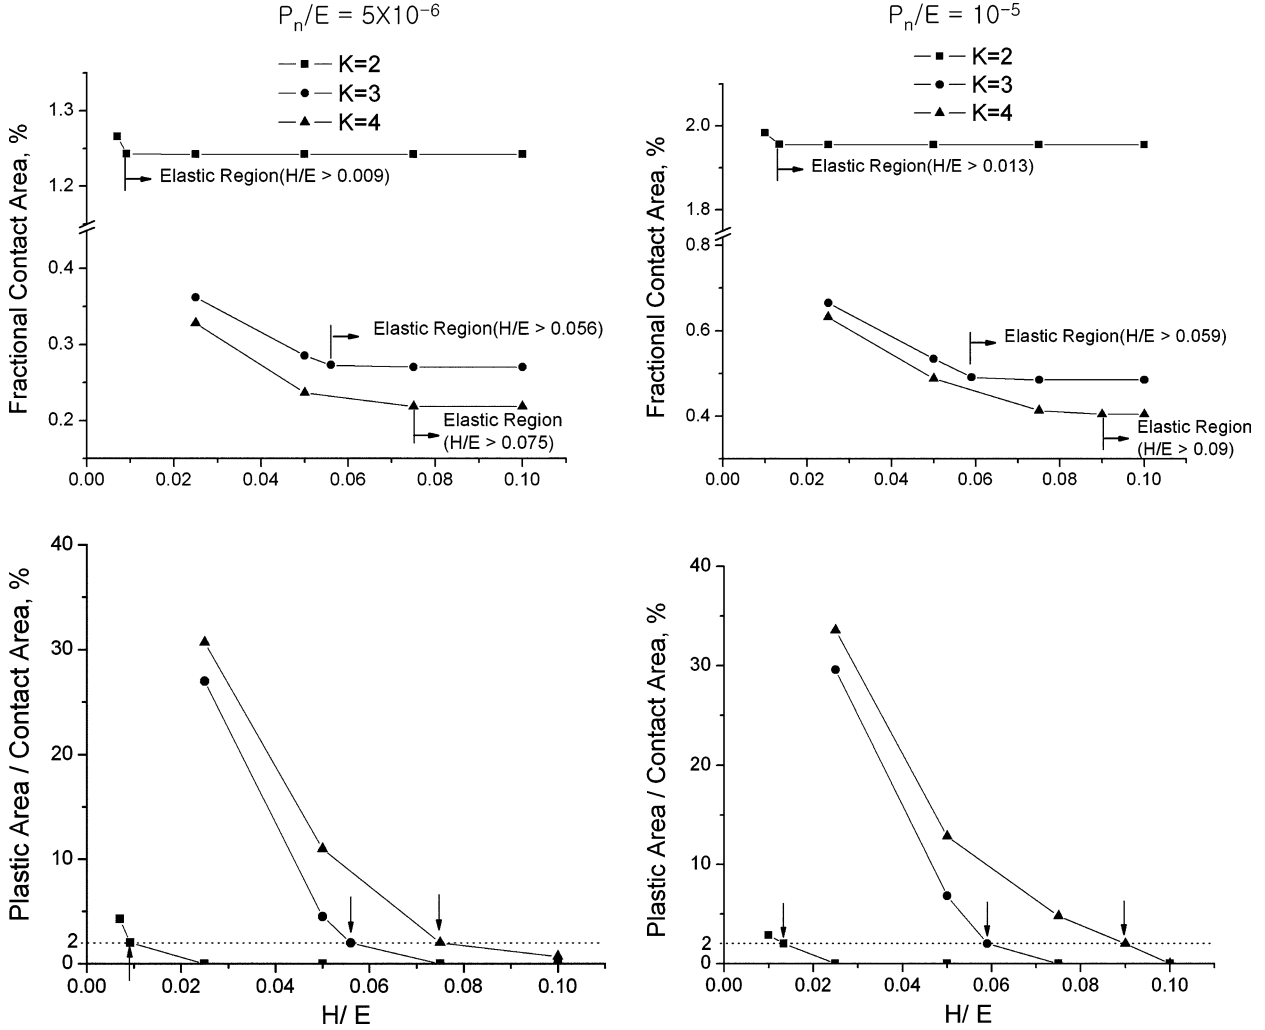 Pn/E = 5X10⁻⁶
K=2
K=3
K=4
Fractional Contact Area, %
1.3
1.2
0.4
0.3
0.2
Elastic Region(H/E > 0.009)
Elastic Region(H/E > 0.056)
Elastic Region
(H/E > 0.075)
0.00 0.02 0.04 0.06 0.08 0.10
Pn/E = 10⁻⁵
K=2
K=3
K=4
Fractional Contact Area, %
2.0
1.8
0.8
0.6
0.4
Elastic Region(H/E > 0.013)
Elastic Region(H/E > 0.059)
Elastic Region
(H/E > 0.09)
0.00 0.02 0.04 0.06 0.08 0.10
Plastic Area / Contact Area, %
40
30
20
10
2
0
0.00 0.02 0.04 0.06 0.08 0.10
H/ E
Plastic Area / Contact Area, %
40
30
20
10
2
0
0.00 0.02 0.04 0.06 0.08 0.10
H/ E